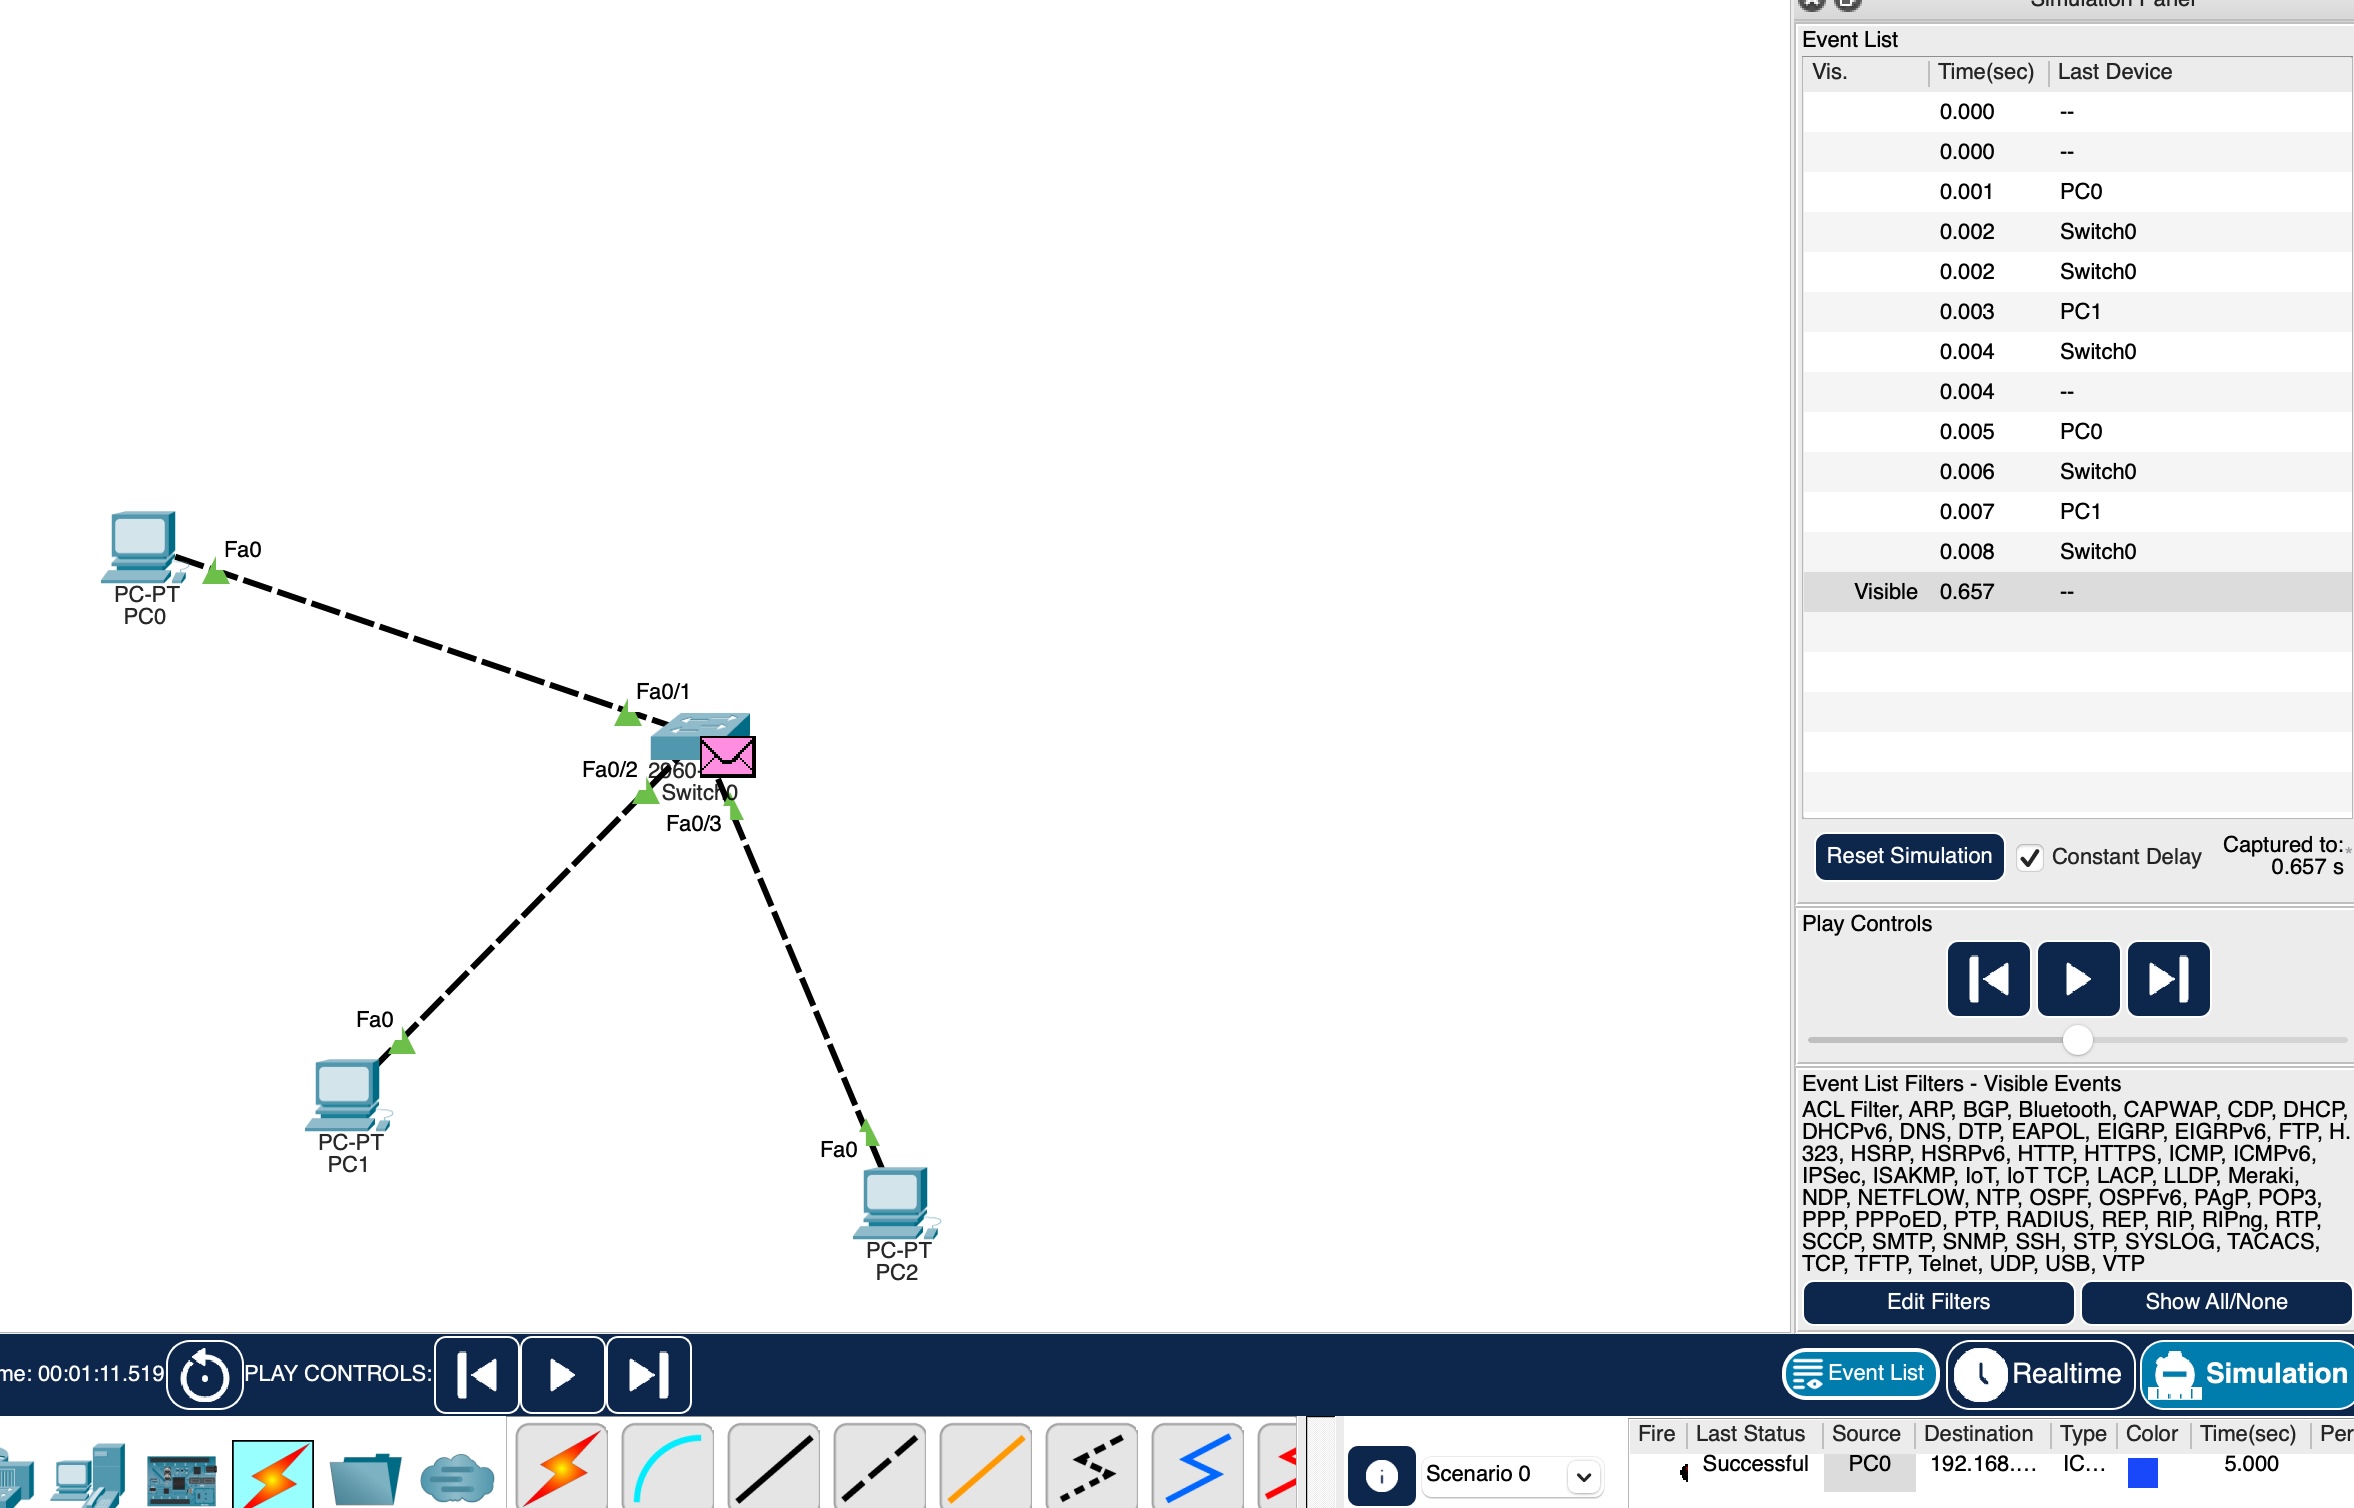 Simulation Panel
Event List
Vis. Time(sec) Last Device
0.000 --
0.000 --
0.001 PC0
0.002 Switch0
0.002 Switch0
0.003 PC1
0.004 Switch0
0.004 --
0.005 PC0
0.006 Switch0
0.007 PC1
0.008 Switch0
Visible 0.657 --
Fa0
PC-PT
PC0
Fa0/1
Fa0/2
2960-
Switch0
Fa0/3
Fa0
PC-PT
PC1
Fa0
PC-PT
PC2
Reset Simulation
Constant Delay
Captured to:*
0.657 s
Play Controls
Event List Filters - Visible Events
ACL Filter, ARP, BGP, Bluetooth, CAPWAP, CDP, DHCP,
DHCPv6, DNS, DTP, EAPOL, EIGRP, EIGRPv6, FTP, H.
323, HSRP, HSRPv6, HTTP, HTTPS, ICMP, ICMPv6,
IPSec, ISAKMP, IoT, IoT TCP, LACP, LLDP, Meraki,
NDP, NETFLOW, NTP, OSPF, OSPFv6, PAgP, POP3,
PPP, PPPoED, PTP, RADIUS, REP, RIP, RIPng, RTP,
SCCP, SMTP, SNMP, SSH, STP, SYSLOG, TACACS,
TCP, TFTP, Telnet, UDP, USB, VTP
Edit Filters
Show All/None
me: 00:01:11.519
PLAY CONTROLS:
Event List
Realtime
Simulation
Scenario 0
Fire Last Status Source Destination Type Color Time(sec) Per
Successful PC0 192.168.... IC... 5.000